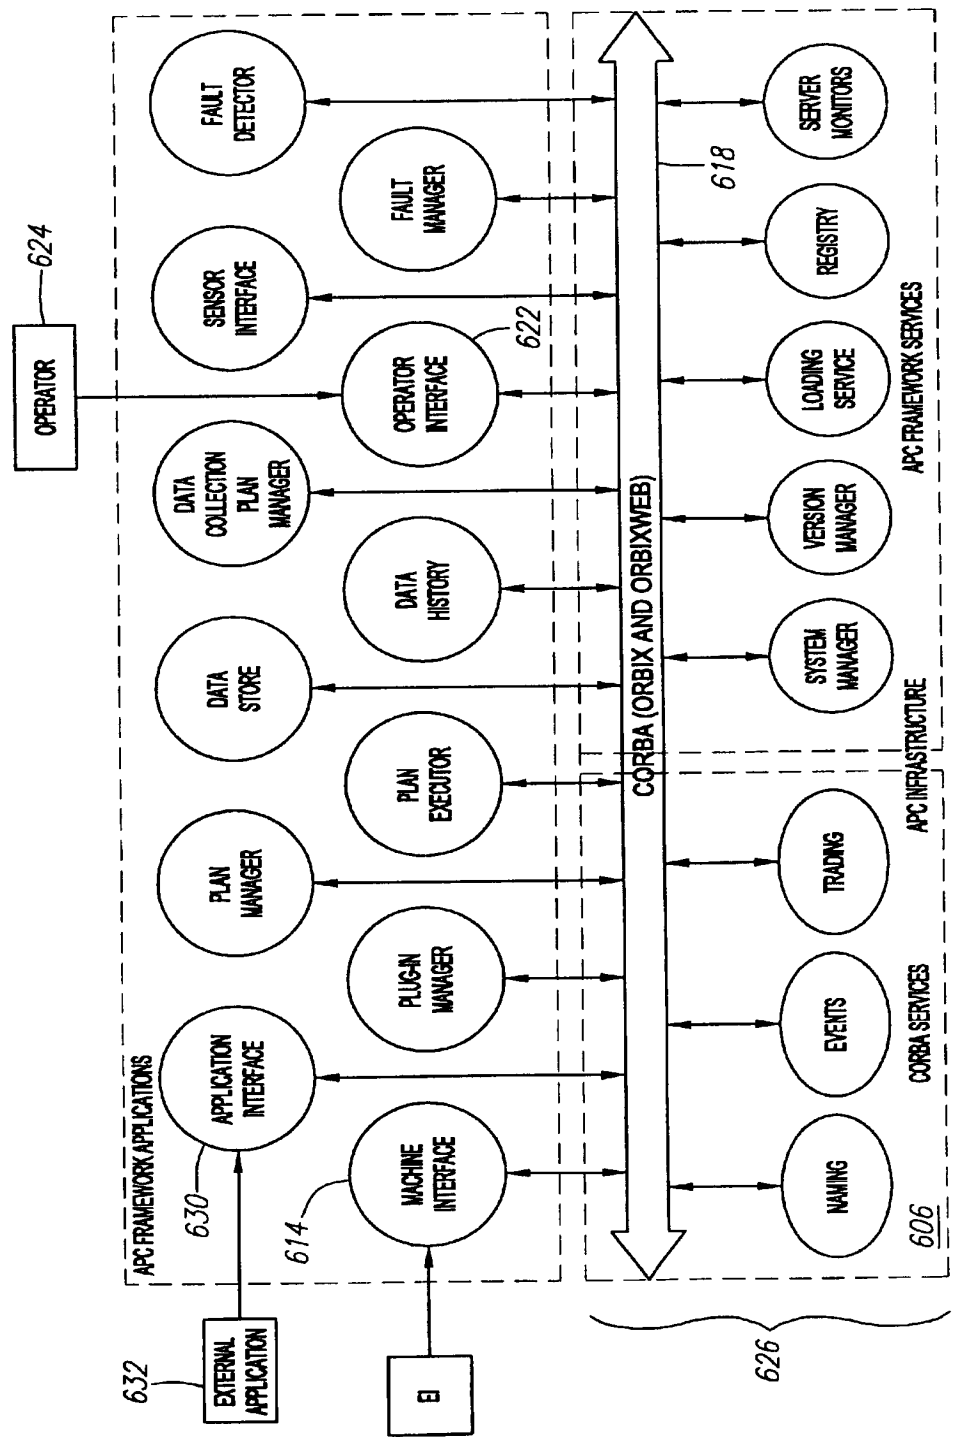 632
EXTERNAL
APPLICATION
EI
OPERATOR
624
APC FRAMEWORK APPLICATIONS
630
APPLICATION
INTERFACE
PLAN
MANAGER
DATA
STORE
DATA
COLLECTION
PLAN
MANAGER
SENSOR
INTERFACE
FAULT
DETECTOR
614
MACHINE
INTERFACE
PLUG-IN
MANAGER
PLAN
EXECUTOR
DATA
HISTORY
OPERATOR
INTERFACE
622
FAULT
MANAGER
CORBA (ORBIX AND ORBIXWEB)
618
626
NAMING
EVENTS
TRADING
SYSTEM
MANAGER
VERSION
MANAGER
LOADING
SERVICE
REGISTRY
SERVER
MONITORS
606
CORBA SERVICES
APC INFRASTRUCTURE
APC FRAMEWORK SERVICES